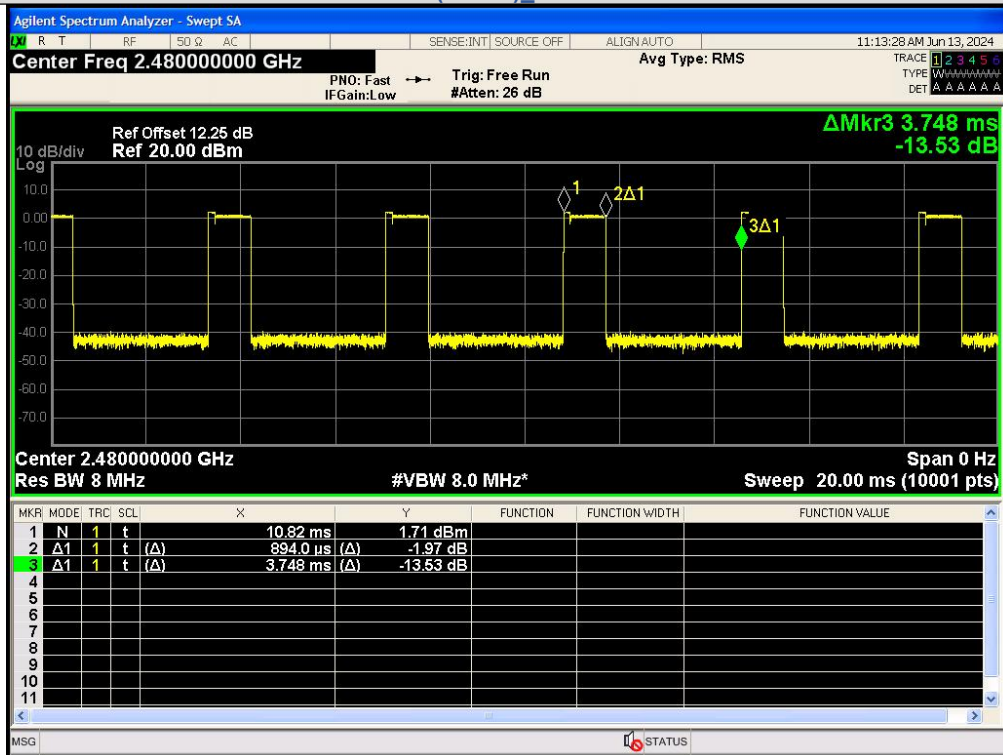 Agilent Spectrum Analyzer - Swept SA
LXI R T RF 50 Ω AC SENSE:INT SOURCE OFF ALIGN AUTO 11:13:28 AM Jun 13, 2024
Center Freq 2.480000000 GHz Avg Type: RMS TRACE 1 2 3 4 5 6
PNO: Fast Trig: Free Run TYPE
IFGain:Low #Atten: 26 dB DET A A A A A A
ΔMkr3 3.748 ms
-13.53 dB
Ref Offset 12.25 dB
10 dB/div Ref 20.00 dBm
Log
10.0
0.00
-10.0
-20.0
-30.0
-40.0
-50.0
-60.0
-70.0
1
2Δ1
3Δ1
Center 2.480000000 GHz Span 0 Hz
Res BW 8 MHz #VBW 8.0 MHz* Sweep 20.00 ms (10001 pts)
MKR MODE TRC SCL X Y FUNCTION FUNCTION WIDTH FUNCTION VALUE
1 N 1 t 10.82 ms 1.71 dBm
2 Δ1 1 t (Δ) 894.0 µs (Δ) -1.97 dB
3 Δ1 1 t (Δ) 3.748 ms (Δ) -13.53 dB
4
5
6
7
8
9
10
11
MSG STATUS